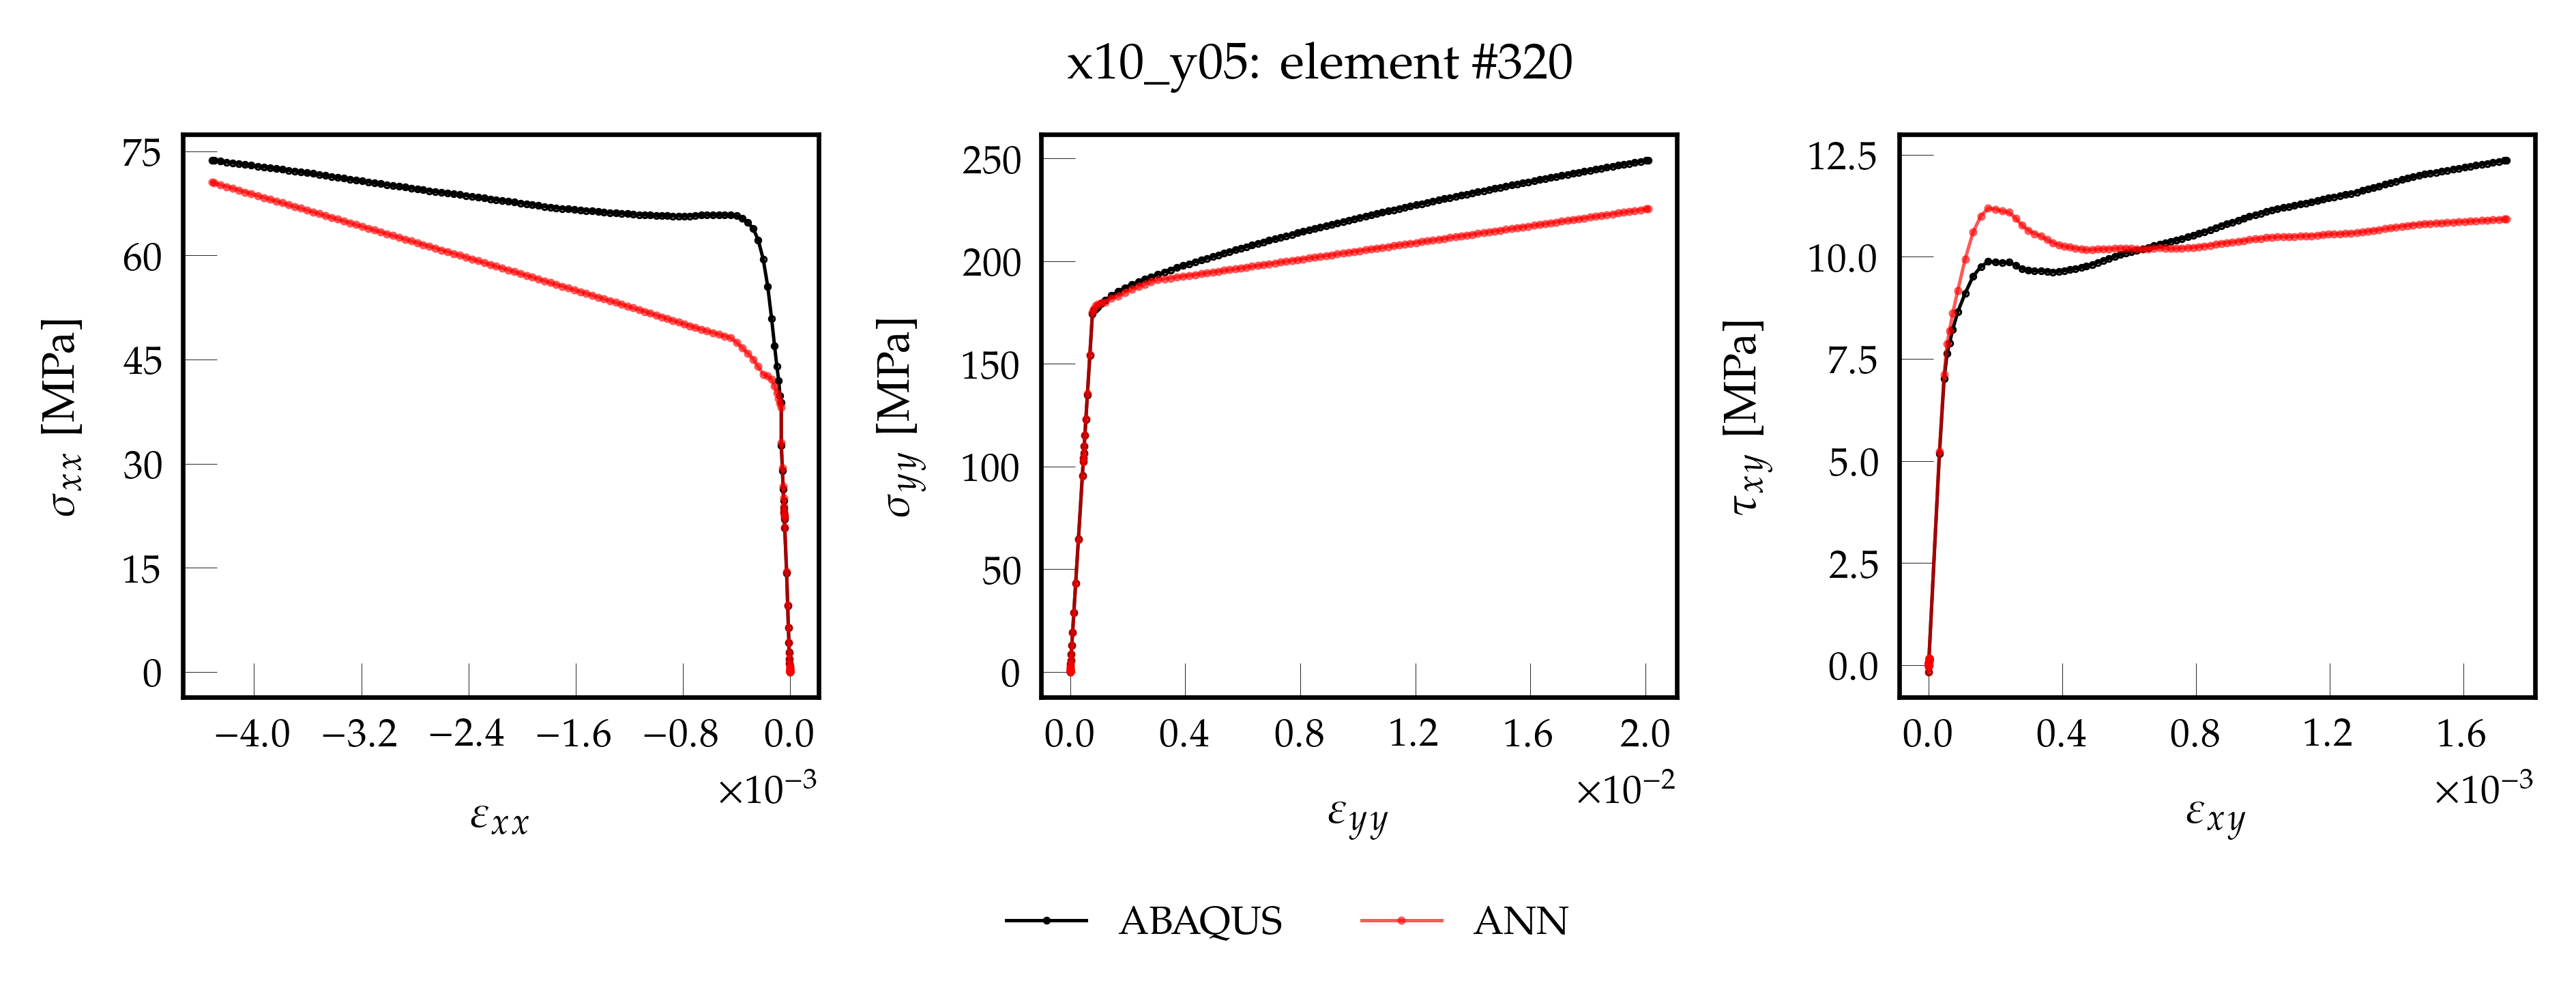 x10_y05: element #320
σxx [MPa]
75
60
45
30
15
0
−4.0 −3.2 −2.4 −1.6 −0.8 0.0
×10⁻³
εxx
σyy [MPa]
250
200
150
100
50
0
0.0 0.4 0.8 1.2 1.6 2.0
×10⁻²
εyy
τxy [MPa]
12.5
10.0
7.5
5.0
2.5
0.0
0.0 0.4 0.8 1.2 1.6
×10⁻³
εxy
ABAQUS ANN